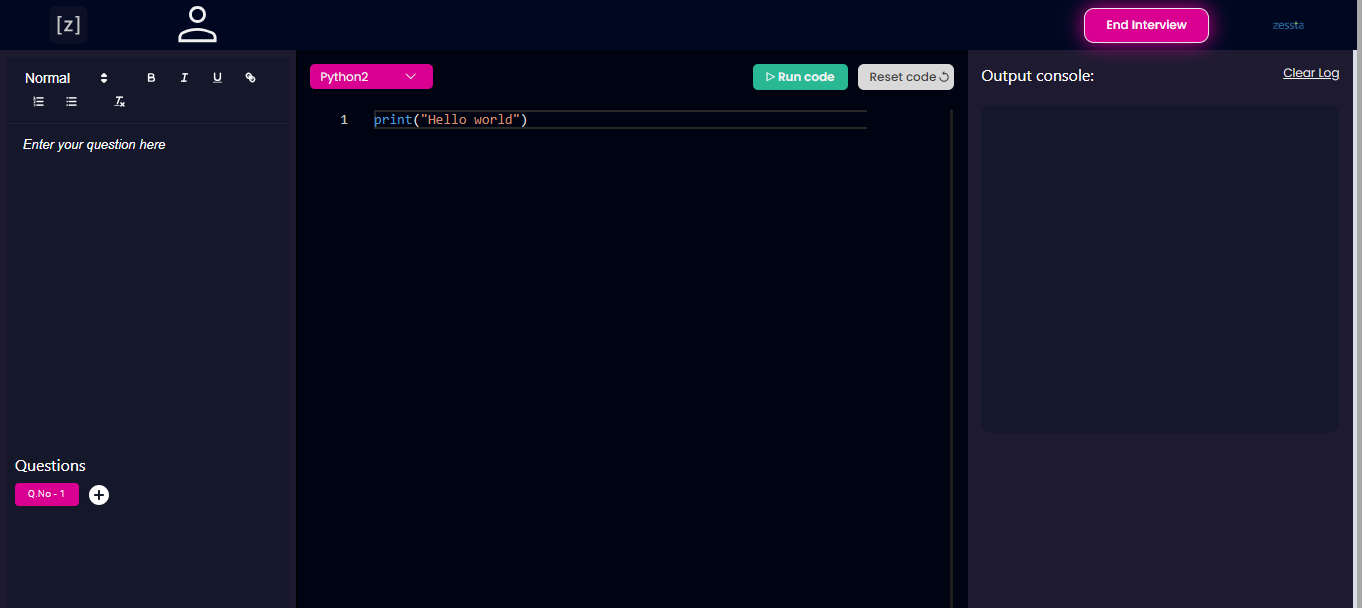 [z]
End Interview
zessta
Normal
B I U
Enter your question here
Questions
Q.No - 1
Python2
Run code
Reset code
1 print("Hello world")
Output console:
Clear Log